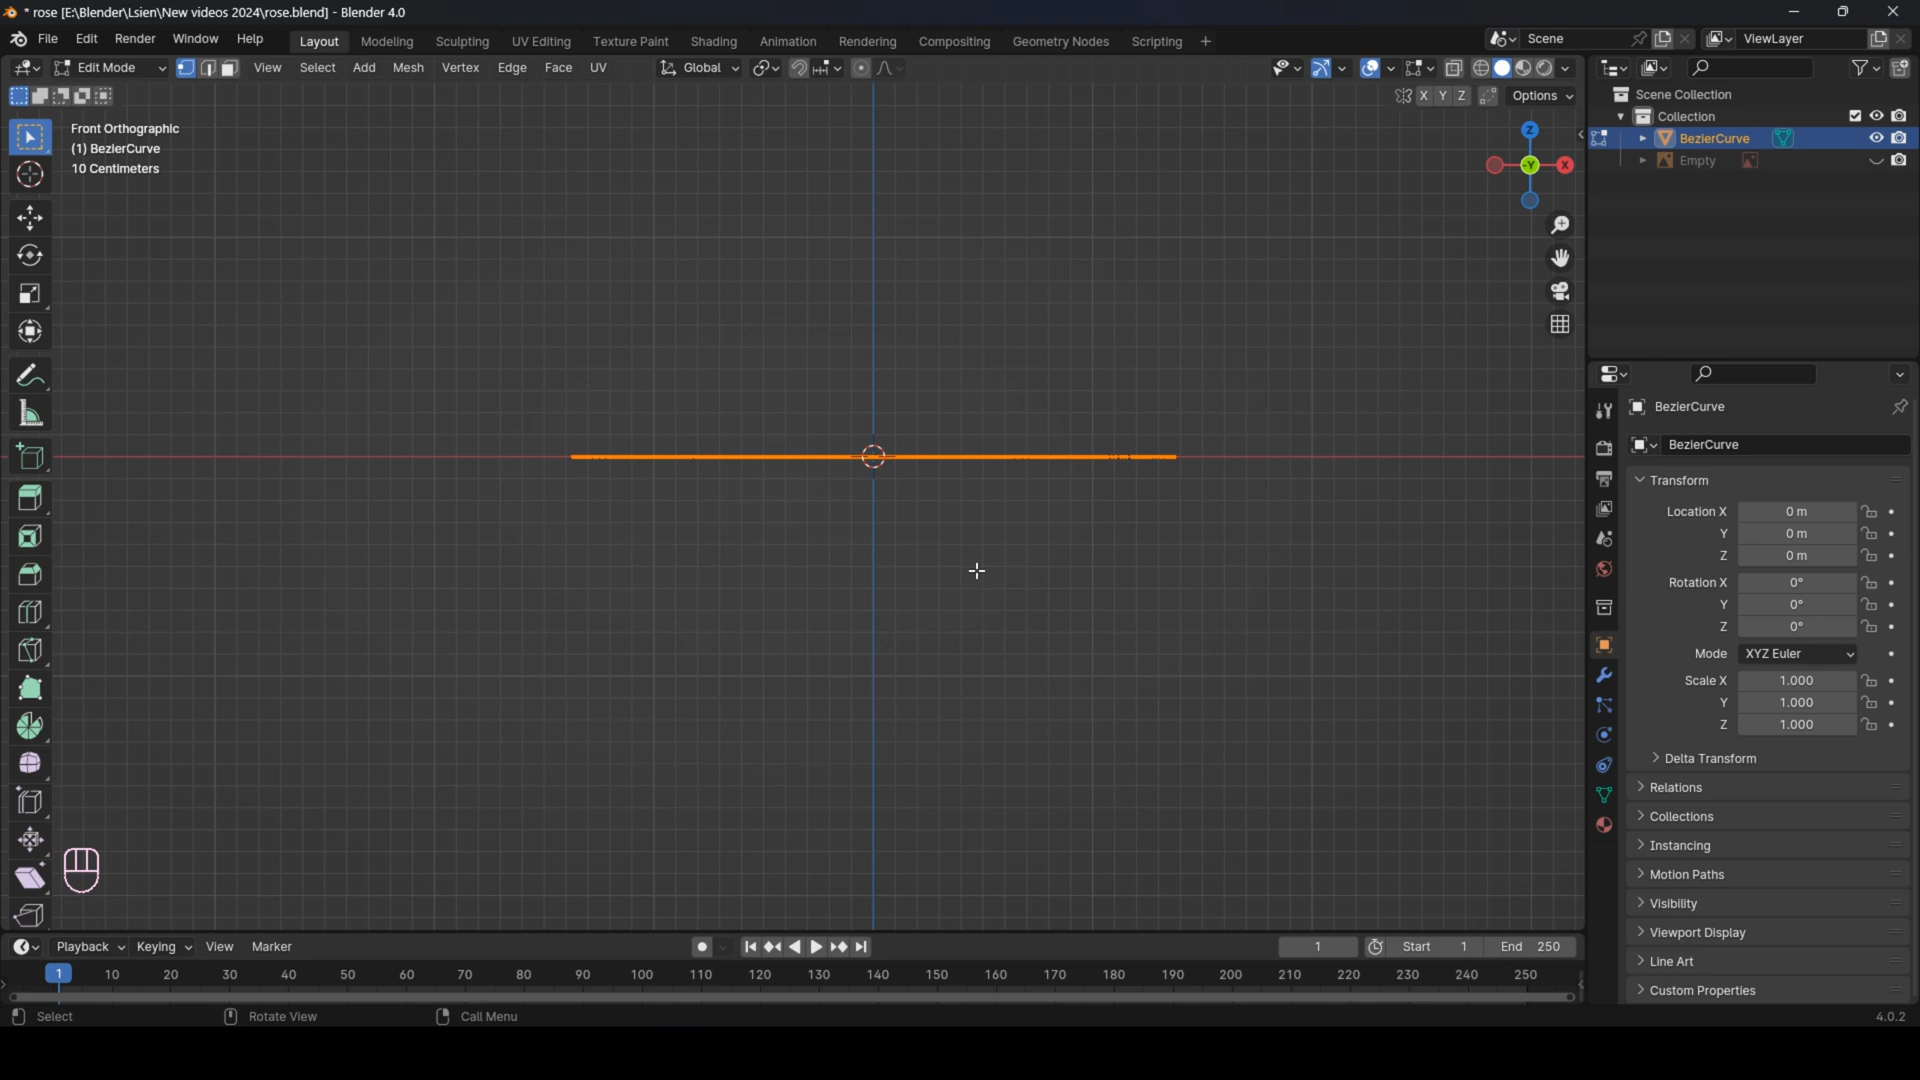 * rose [E:\Blender\Lsien\New videos 2024\rose.blend] - Blender 4.0
File Edit Render Window Help Layout Modeling Sculpting UV Editing Texture Paint Shading Animation Rendering Compositing Geometry Nodes Scripting + Scene ViewLayer
Edit Mode View Select Add Mesh Vertex Edge Face UV Global
X Y Z Options
Scene Collection
Collection
BezierCurve
Empty
Front Orthographic
(1) BezierCurve
10 Centimeters
Z
-Y X
BezierCurve
BezierCurve
Transform
Location X 0 m
Y 0 m
Z 0 m
Rotation X 0°
Y 0°
Z 0°
Mode XYZ Euler
Scale X 1.000
Y 1.000
Z 1.000
Delta Transform
Relations
Collections
Instancing
Motion Paths
Visibility
Viewport Display
Line Art
Custom Properties
Playback Keying View Marker 1 Start 1 End 250
1 10 20 30 40 50 60 70 80 90 100 110 120 130 140 150 160 170 180 190 200 210 220 230 240 250
Select Rotate View Call Menu 4.0.2